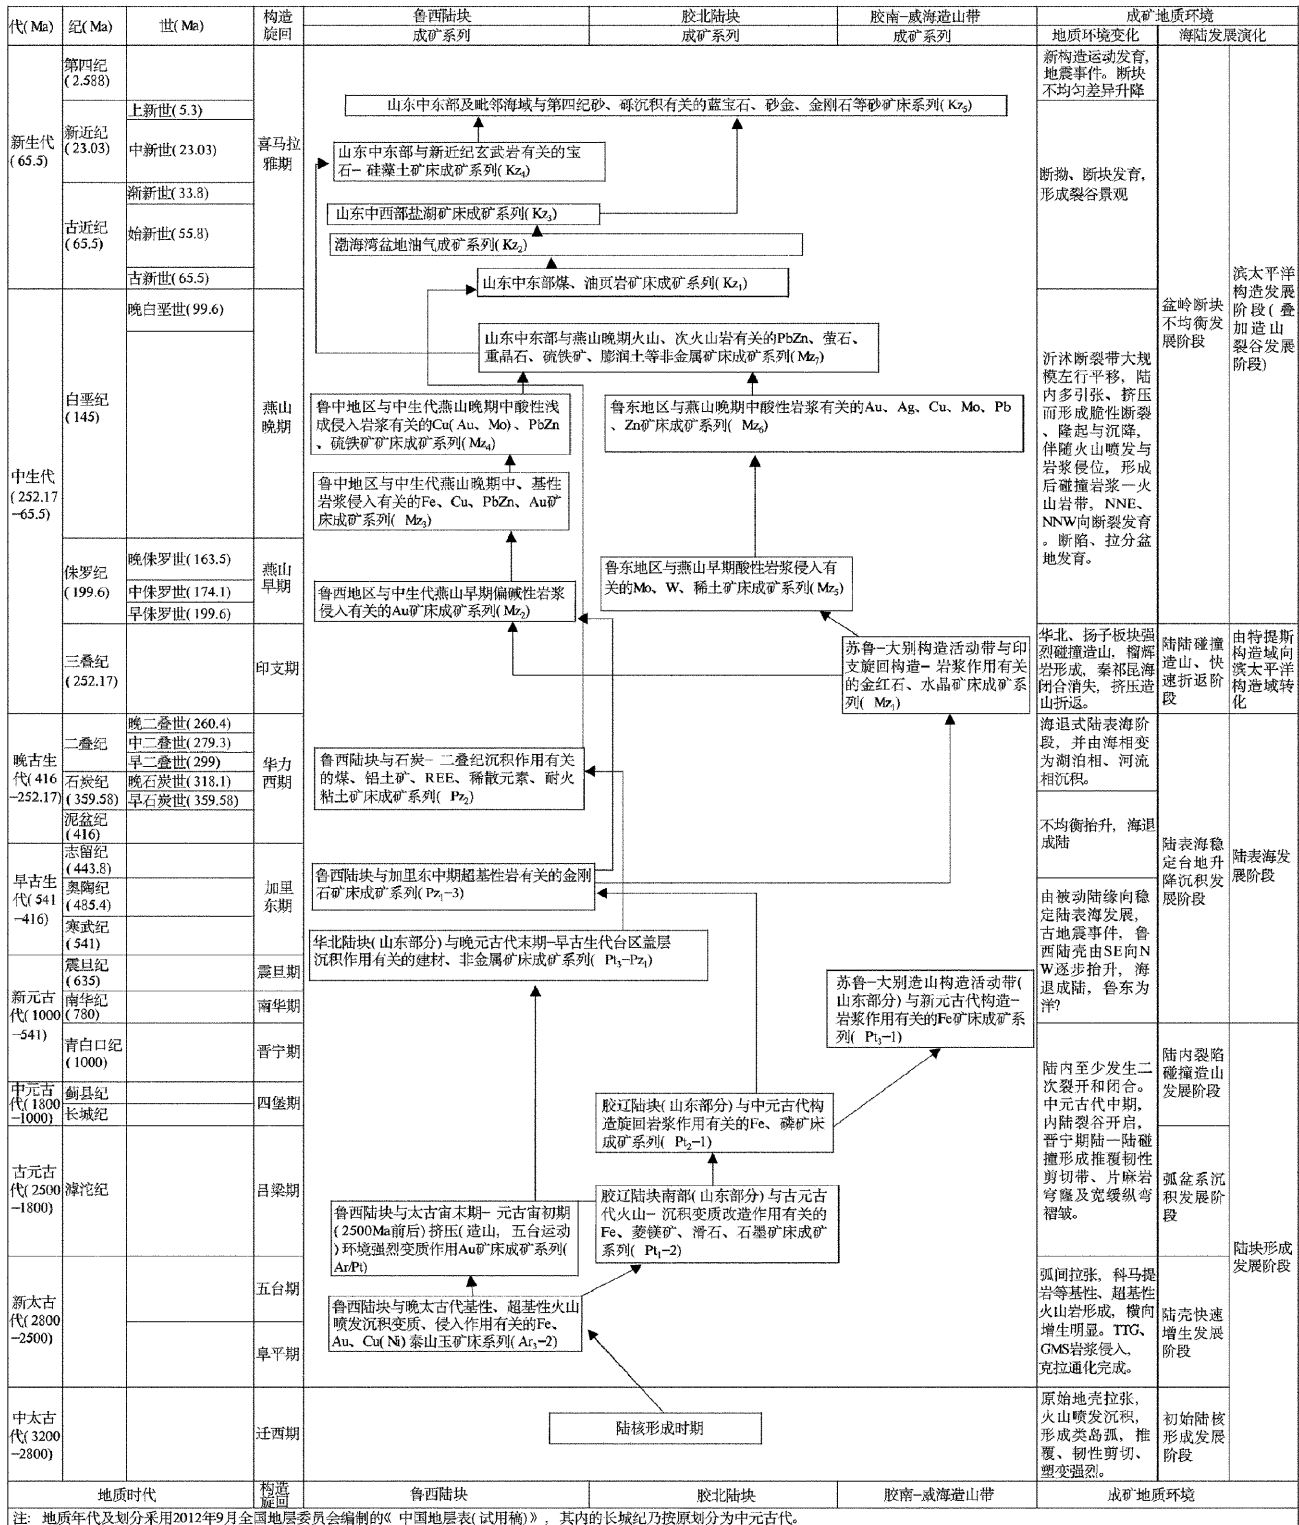 代(Ma)
纪(Ma)
世(Ma)
构造
旋回
鲁西陆块
成矿系列
胶北陆块
成矿系列
胶南-威海造山带
成矿系列
成矿地质环境
地质环境变化
海陆发展演化
新生代
(65.5)
第四纪
(2.588)
新近纪
(23.03)
上新世(5.3)
中新世(23.03)
古近纪
(65.5)
渐新世(33.8)
始新世(55.8)
古新世(65.5)
喜马拉
雅期
山东中东部及毗邻海域与第四纪砂、砾沉积有关的蓝宝石、砂金、金刚石等砂矿床系列(Kz5)
山东中东部与新近纪玄武岩有关的宝
石-硅藻土矿床成矿系列(Kz4)
山东中西部盐湖矿床成矿系列(Kz3)
渤海湾盆地油气成矿系列(Kz2)
山东中东部煤、油页岩矿床成矿系列(Kz1)
新构造运动发育,
地震事件。断块
不均匀差异升降
断拗、断块发育,
形成裂谷景观
盆岭断块
不均衡发
展阶段
滨太平洋
构造发展
阶段(叠
加造山
裂谷发展
阶段)
中生代
(252.17
-65.5)
白垩纪
(145)
晚白垩世(99.6)
燕山
晚期
山东中东部与燕山晚期火山、次火山岩有关的PbZn、萤石、
重晶石、硫铁矿、膨润土等非金属矿床成矿系列(Mz7)
鲁中地区与中生代燕山晚期中酸性浅
成侵入岩浆有关的Cu(Au、Mo)、PbZn
、硫铁矿矿床成矿系列(Mz4)
鲁东地区与燕山晚期中酸性岩浆有关的Au、Ag、Cu、Mo、Pb
、Zn矿床成矿系列(Mz6)
鲁中地区与中生代燕山晚期中、基性
岩浆侵入有关的Fe、Cu、PbZn、Au矿
床成矿系列(Mz3)
沂沭断裂带大规
模左行平移,陆
内多引张、挤压
而形成脆性断裂
、隆起与沉降,
伴随火山喷发与
岩浆侵位,形成
后碰撞岩浆一火
山岩带,NNE、
NNW向断裂发育
。断陷、拉分盆
地发育。
侏罗纪
(199.6)
晚侏罗世(163.5)
中侏罗世(174.1)
早侏罗世(199.6)
燕山
早期
鲁西地区与中生代燕山早期偏碱性岩浆
侵入有关的Au矿床成矿系列(Mz2)
鲁东地区与燕山早期酸性岩浆侵入有
关的Mo、W、稀土矿床成矿系列(Mz5)
三叠纪
(252.17)
印支期
苏鲁-大别构造活动带与印
支旋回构造-岩浆作用有关
的金红石、水晶矿床成矿系
列(Mz1)
华北、扬子板块强
烈碰撞造山,榴辉
岩形成,秦祁昆海
闭合消失,挤压造
山折返。
陆陆碰撞
造山、快
速折返阶
段
由特提斯
构造域向
滨太平洋
构造域转
化
晚古生
代(416
-252.17)
二叠纪
晚二叠世(260.4)
中二叠世(279.3)
早二叠世(299)
石炭纪
(359.58)
晚石炭世(318.1)
早石炭世(359.58)
泥盆纪
(416)
华力
西期
鲁西陆块与石炭-二叠纪沉积作用有关
的煤、铝土矿、REE、稀散元素、耐火
粘土矿床成矿系列(Pz2)
海退式陆表海阶
段,并由海相变
为湖泊相、河流
相沉积。
不均衡抬升,海退
成陆
陆表海稳
定台地升
降沉积发
展阶段
陆表海发
展阶段
早古生
代(541
-416)
志留纪
(443.8)
奥陶纪
(485.4)
寒武纪
(541)
加里
东期
鲁西陆块与加里东中期超基性岩有关的金刚
石矿床成矿系列(Pz1-3)
华北陆块(山东部分)与晚元古代末期-早古生代台区盖层
沉积作用有关的建材、非金属矿床成矿系列(Pt3-Pz1)
由被动陆缘向稳
定陆表海发展,
古地震事件,鲁
西陆壳由SE向N
W逐步抬升,海
退成陆,鲁东为
洋?
新元古
代(1000
-541)
震旦纪
(635)
南华纪
(780)
青白口纪
(1000)
震旦期
南华期
晋宁期
苏鲁-大别造山构造活动带(
山东部分)与新元古代构造-
岩浆作用有关的Fe矿床成矿系
列(Pt3-1)
陆内至少发生二
次裂开和闭合。
中元古代中期,
内陆裂谷开启,
晋宁期陆一陆碰
撞形成推覆韧性
剪切带、片麻岩
穹窿及宽缓纵弯
褶皱。
陆内裂陷
碰撞造山
发展阶段
陆块形成
发展阶段
中元古
代(1800
-1000)
蓟县纪
长城纪
四堡期
胶辽陆块(山东部分)与中元古代构
造旋回岩浆作用有关的Fe、磷矿床
成矿系列(Pt2-1)
古元古
代(2500
-1800)
滹沱纪
吕梁期
鲁西陆块与太古宙末期-元古宙初期
(2500Ma前后)挤压(造山,五台运动
)环境强烈变质作用Au矿床成矿系列(
Ar/Pt)
胶辽陆块南部(山东部分)与古元古
代火山-沉积变质改造作用有关的
Fe、菱镁矿、滑石、石墨矿床成矿
系列(Pt1-2)
弧盆系沉
积发展阶
段
新太古
代(2800
-2500)
五台期
阜平期
鲁西陆块与晚太古代基性、超基性火山
喷发沉积变质、侵入作用有关的Fe、
Au、Cu(Ni)泰山玉矿床系列(Ar3-2)
弧间拉张,科马提
岩等基性、超基性
火山岩形成,横向
增生明显。TTG、
GMS岩浆侵入,
克拉通化完成。
陆壳快速
增生发展
阶段
中太古
代(3200
-2800)
迁西期
陆核形成时期
原始地壳拉张,
火山喷发沉积,
形成类岛弧,推
覆、韧性剪切、
塑变强烈。
初始陆核
形成发展
阶段
地质时代
构造
旋回
鲁西陆块
胶北陆块
胶南-威海造山带
成矿地质环境
注: 地质年代及划分采用2012年9月全国地层委员会编制的《中国地层表(试用稿)》,其内的长城纪乃按原划分为中元古代。